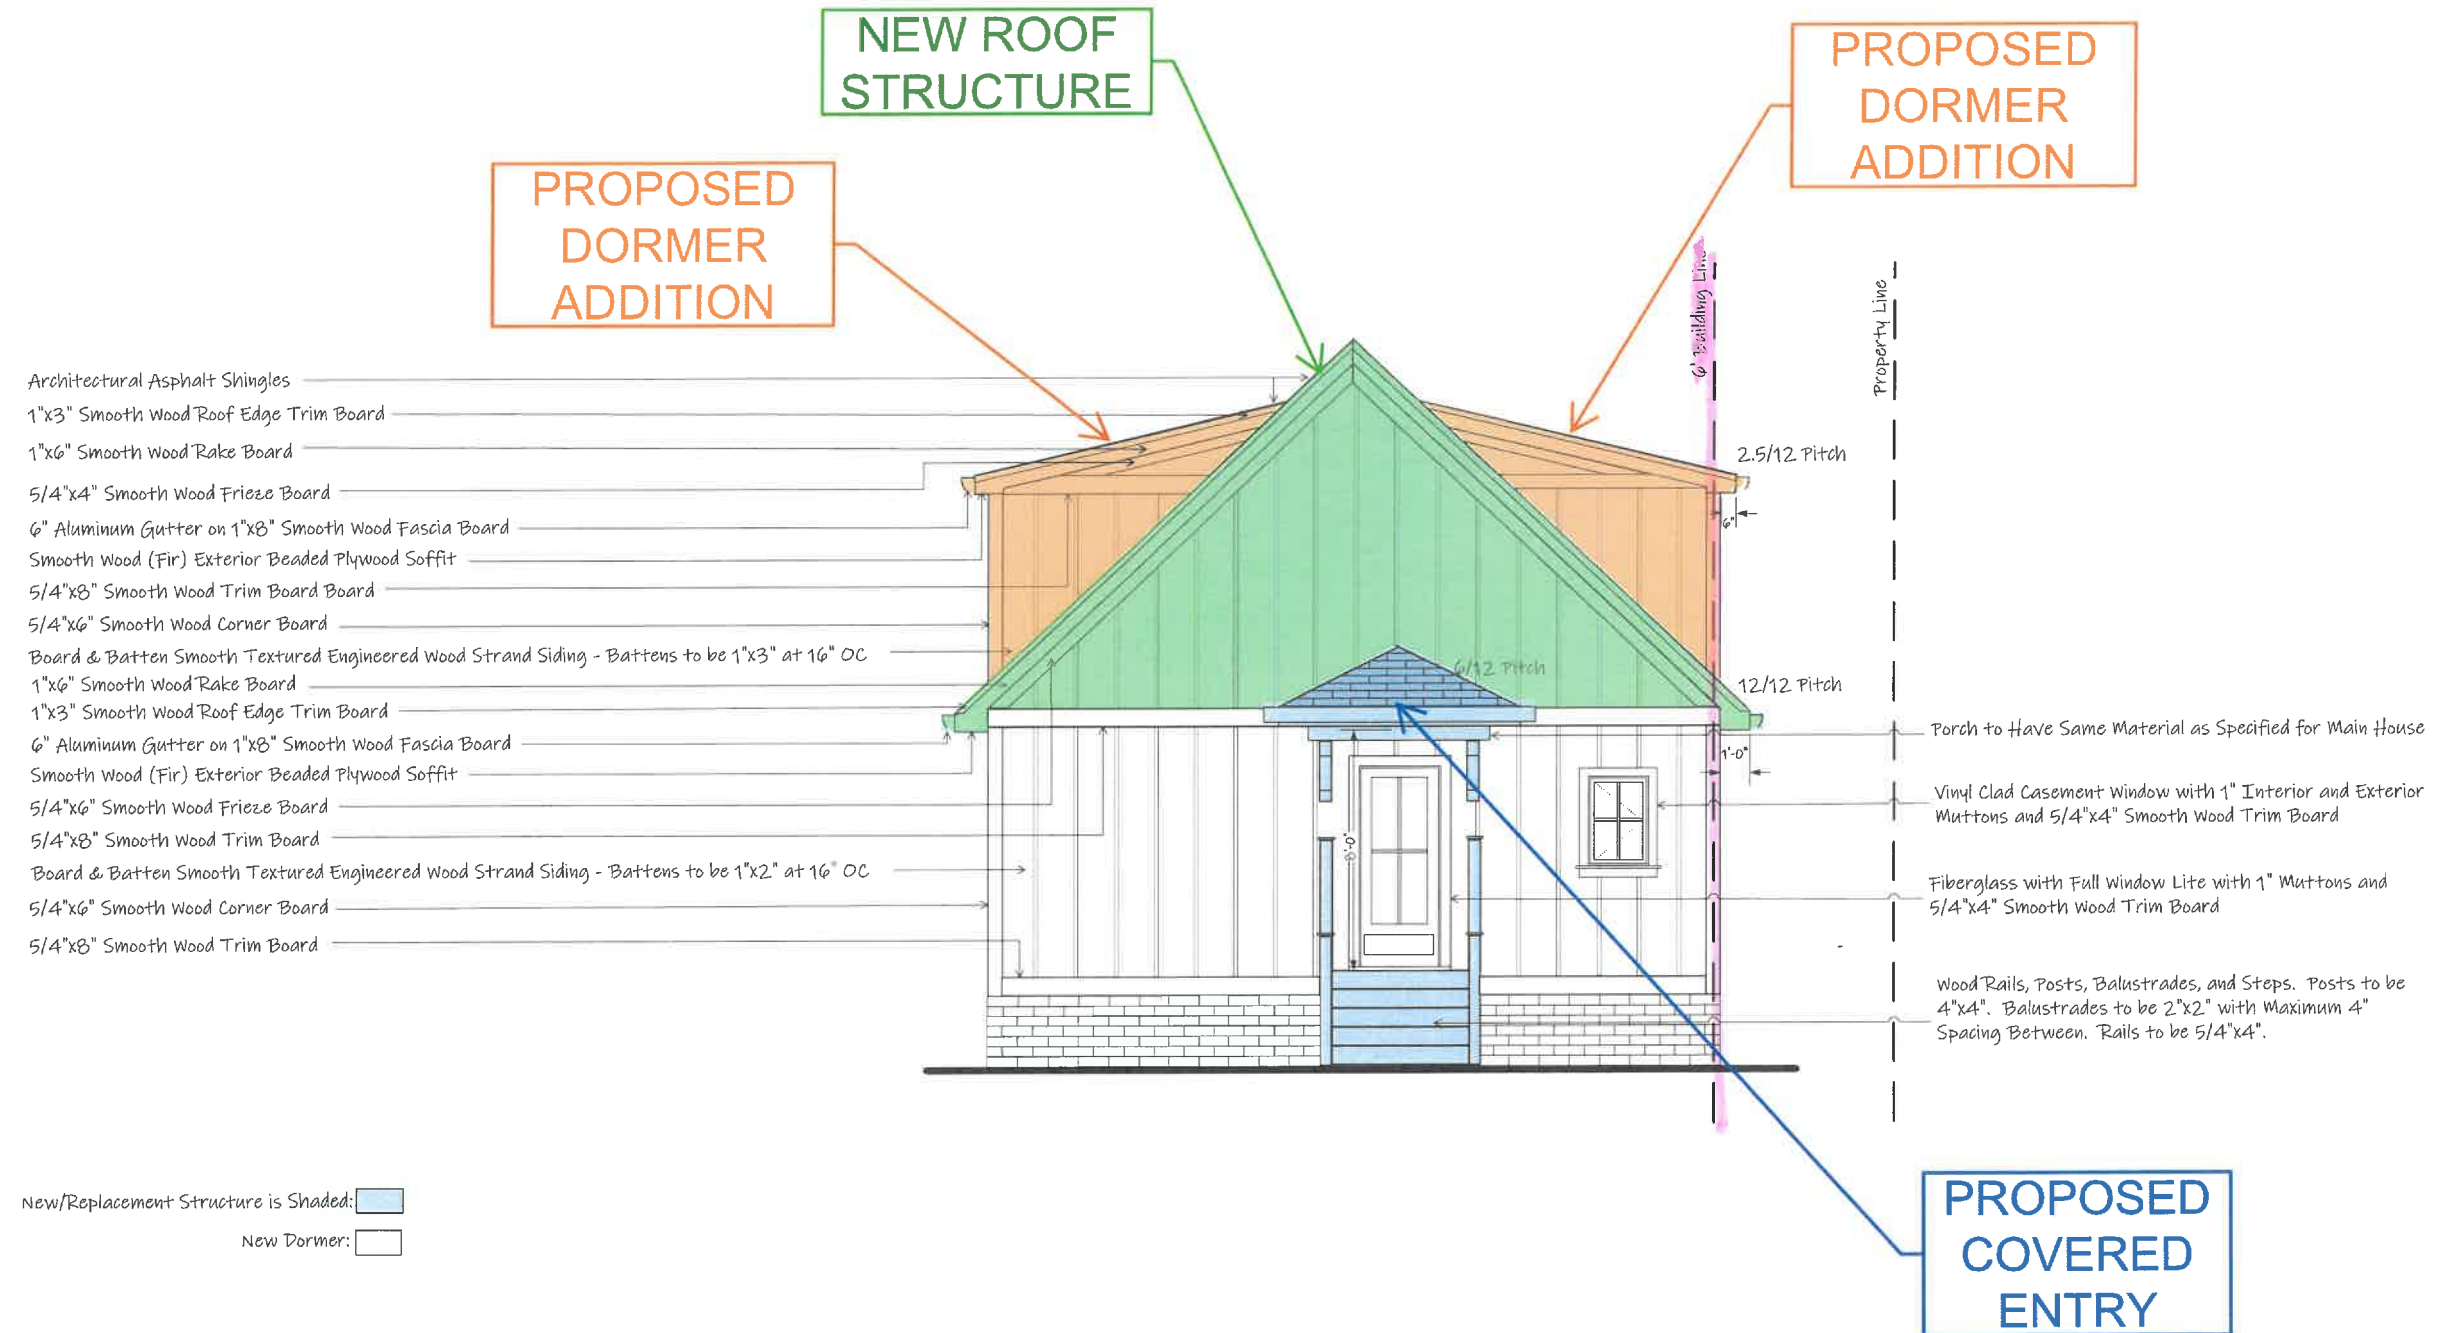 NEW ROOF
STRUCTURE
PROPOSED
DORMER
ADDITION
PROPOSED
DORMER
ADDITION
6' Building Line
Property Line
Architectural Asphalt Shingles
1"x3" Smooth Wood Roof Edge Trim Board
1"x6" Smooth Wood Rake Board
5/4"x4" Smooth Wood Frieze Board
6" Aluminum Gutter on 1"x8" Smooth Wood Fascia Board
Smooth Wood (Fir) Exterior Beaded Plywood Soffit
5/4"x8" Smooth Wood Trim Board Board
5/4"x6" Smooth Wood Corner Board
Board & Batten Smooth Textured Engineered Wood Strand Siding - Battens to be 1"x3" at 16" OC
1"x6" Smooth Wood Rake Board
1"x3" Smooth Wood Roof Edge Trim Board
6" Aluminum Gutter on 1"x8" Smooth Wood Fascia Board
Smooth Wood (Fir) Exterior Beaded Plywood Soffit
5/4"x6" Smooth Wood Frieze Board
5/4"x8" Smooth Wood Trim Board
Board & Batten Smooth Textured Engineered Wood Strand Siding - Battens to be 1"x2" at 16" OC
5/4"x6" Smooth Wood Corner Board
5/4"x8" Smooth Wood Trim Board
2.5/12 Pitch
6"
6/12 Pitch
12/12 Pitch
1'-0"
8'-0"
Porch to Have Same Material as Specified for Main House
Vinyl Clad Casement Window with 1" Interior and Exterior
Muttons and 5/4"x4" Smooth Wood Trim Board
Fiberglass with Full Window Lite with 1" Muttons and
5/4"x4" Smooth Wood Trim Board
Wood Rails, Posts, Balustrades, and Steps. Posts to be
4"x4". Balustrades to be 2"x2" with Maximum 4"
Spacing Between. Rails to be 5/4"x4".
New/Replacement Structure is Shaded:
New Dormer:
PROPOSED
COVERED
ENTRY